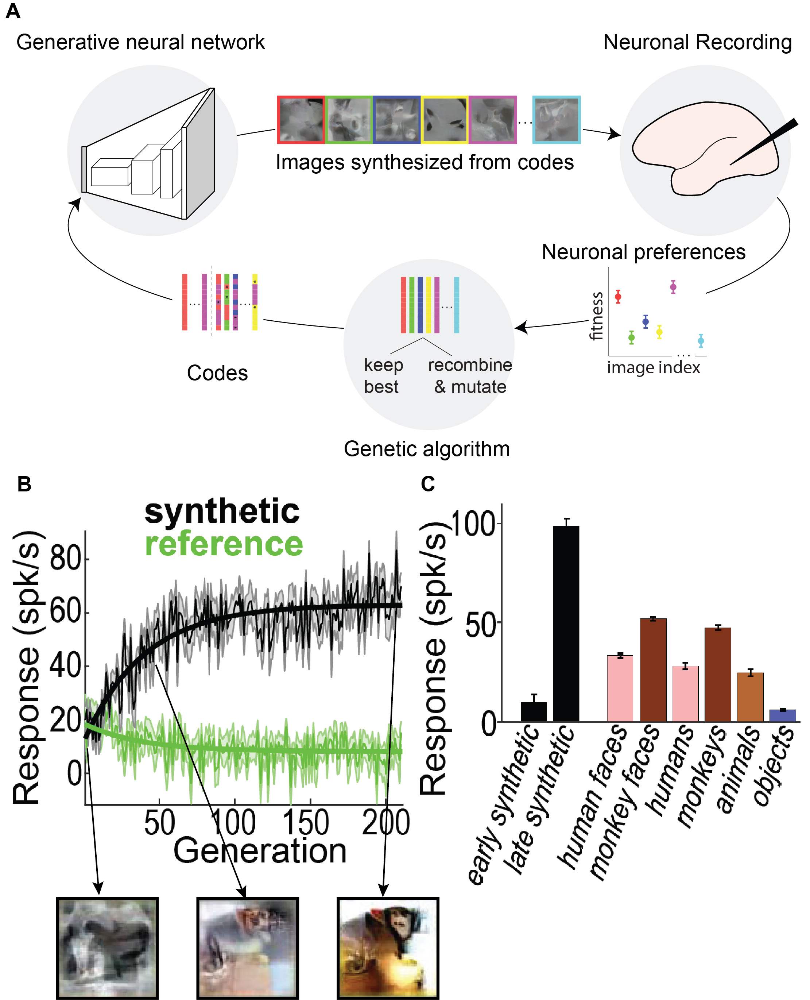 A
Generative neural network
Neuronal Recording
Images synthesized from codes
Neuronal preferences
fitness
image index
keep best
recombine & mutate
Codes
Genetic algorithm
B
synthetic
reference
Response (spk/s)
80
60
40
20
0
50 100 150 200
Generation
C
Response (spk/s)
100
50
0
early synthetic
late synthetic
human faces
monkey faces
humans
monkeys
animals
objects